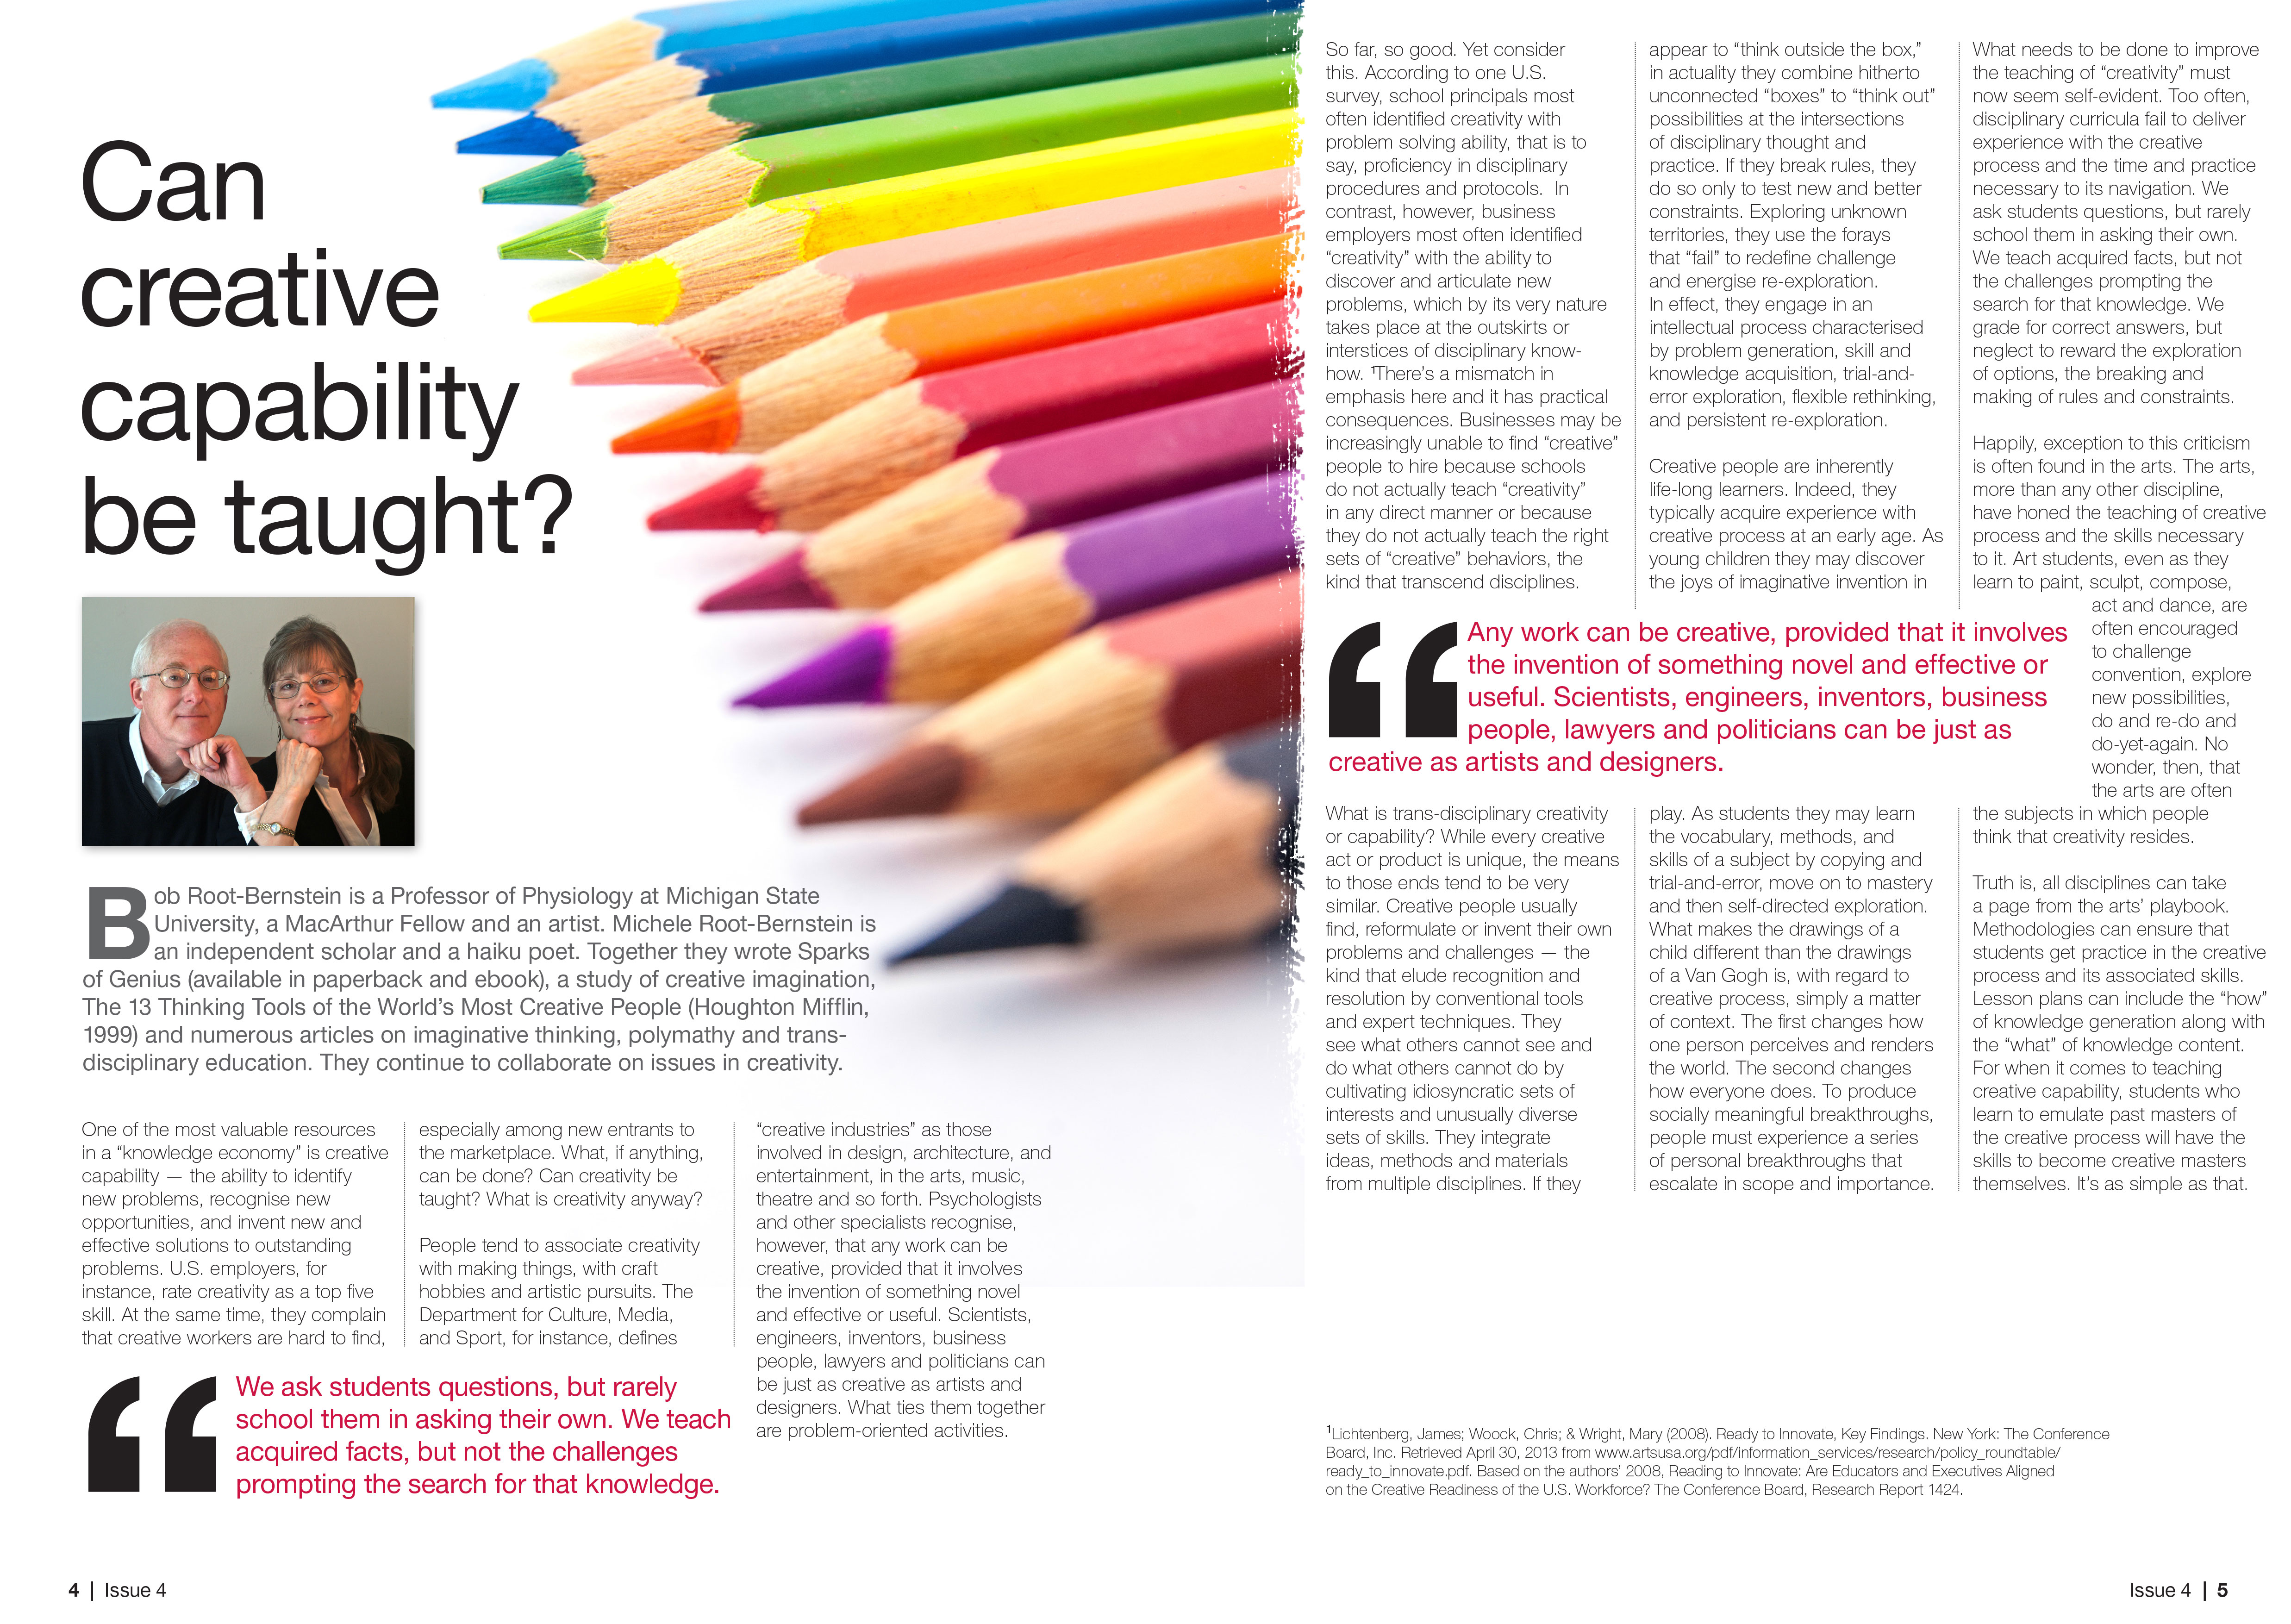 Can
creative
capability
be taught?
Bob Root-Bernstein is a Professor of Physiology at Michigan State
University, a MacArthur Fellow and an artist. Michele Root-Bernstein is
an independent scholar and a haiku poet. Together they wrote Sparks
of Genius (available in paperback and ebook), a study of creative imagination,
The 13 Thinking Tools of the World’s Most Creative People (Houghton Mifflin,
1999) and numerous articles on imaginative thinking, polymathy and trans-
disciplinary education. They continue to collaborate on issues in creativity.
One of the most valuable resources
in a “knowledge economy” is creative
capability — the ability to identify
new problems, recognise new
opportunities, and invent new and
effective solutions to outstanding
problems. U.S. employers, for
instance, rate creativity as a top five
skill. At the same time, they complain
that creative workers are hard to find,
especially among new entrants to
the marketplace. What, if anything,
can be done? Can creativity be
taught? What is creativity anyway?
People tend to associate creativity
with making things, with craft
hobbies and artistic pursuits. The
Department for Culture, Media,
and Sport, for instance, defines
“creative industries” as those
involved in design, architecture, and
entertainment, in the arts, music,
theatre and so forth. Psychologists
and other specialists recognise,
however, that any work can be
creative, provided that it involves
the invention of something novel
and effective or useful. Scientists,
engineers, inventors, business
people, lawyers and politicians can
be just as creative as artists and
designers. What ties them together
are problem-oriented activities.
“We ask students questions, but rarely
school them in asking their own. We teach
acquired facts, but not the challenges
prompting the search for that knowledge.
4 | Issue 4
So far, so good. Yet consider
this. According to one U.S.
survey, school principals most
often identified creativity with
problem solving ability, that is to
say, proficiency in disciplinary
procedures and protocols. In
contrast, however, business
employers most often identified
“creativity” with the ability to
discover and articulate new
problems, which by its very nature
takes place at the outskirts or
interstices of disciplinary know-
how. ¹There’s a mismatch in
emphasis here and it has practical
consequences. Businesses may be
increasingly unable to find “creative”
people to hire because schools
do not actually teach “creativity”
in any direct manner or because
they do not actually teach the right
sets of “creative” behaviors, the
kind that transcend disciplines.
“Any work can be creative, provided that it involves
the invention of something novel and effective or
useful. Scientists, engineers, inventors, business
people, lawyers and politicians can be just as
creative as artists and designers.
What is trans-disciplinary creativity
or capability? While every creative
act or product is unique, the means
to those ends tend to be very
similar. Creative people usually
find, reformulate or invent their own
problems and challenges — the
kind that elude recognition and
resolution by conventional tools
and expert techniques. They
see what others cannot see and
do what others cannot do by
cultivating idiosyncratic sets of
interests and unusually diverse
sets of skills. They integrate
ideas, methods and materials
from multiple disciplines. If they
appear to “think outside the box,”
in actuality they combine hitherto
unconnected “boxes” to “think out”
possibilities at the intersections
of disciplinary thought and
practice. If they break rules, they
do so only to test new and better
constraints. Exploring unknown
territories, they use the forays
that “fail” to redefine challenge
and energise re-exploration.
In effect, they engage in an
intellectual process characterised
by problem generation, skill and
knowledge acquisition, trial-and-
error exploration, flexible rethinking,
and persistent re-exploration.
Creative people are inherently
life-long learners. Indeed, they
typically acquire experience with
creative process at an early age. As
young children they may discover
the joys of imaginative invention in
play. As students they may learn
the vocabulary, methods, and
skills of a subject by copying and
trial-and-error, move on to mastery
and then self-directed exploration.
What makes the drawings of a
child different than the drawings
of a Van Gogh is, with regard to
creative process, simply a matter
of context. The first changes how
one person perceives and renders
the world. The second changes
how everyone does. To produce
socially meaningful breakthroughs,
people must experience a series
of personal breakthroughs that
escalate in scope and importance.
What needs to be done to improve
the teaching of “creativity” must
now seem self-evident. Too often,
disciplinary curricula fail to deliver
experience with the creative
process and the time and practice
necessary to its navigation. We
ask students questions, but rarely
school them in asking their own.
We teach acquired facts, but not
the challenges prompting the
search for that knowledge. We
grade for correct answers, but
neglect to reward the exploration
of options, the breaking and
making of rules and constraints.
Happily, exception to this criticism
is often found in the arts. The arts,
more than any other discipline,
have honed the teaching of creative
process and the skills necessary
to it. Art students, even as they
learn to paint, sculpt, compose,
act and dance, are
often encouraged
to challenge
convention, explore
new possibilities,
do and re-do and
do-yet-again. No
wonder, then, that
the arts are often
the subjects in which people
think that creativity resides.
Truth is, all disciplines can take
a page from the arts’ playbook.
Methodologies can ensure that
students get practice in the creative
process and its associated skills.
Lesson plans can include the “how”
of knowledge generation along with
the “what” of knowledge content.
For when it comes to teaching
creative capability, students who
learn to emulate past masters of
the creative process will have the
skills to become creative masters
themselves. It’s as simple as that.
¹Lichtenberg, James; Woock, Chris; & Wright, Mary (2008). Ready to Innovate, Key Findings. New York: The Conference
Board, Inc. Retrieved April 30, 2013 from www.artsusa.org/pdf/information_services/research/policy_roundtable/
ready_to_innovate.pdf. Based on the authors’ 2008, Reading to Innovate: Are Educators and Executives Aligned
on the Creative Readiness of the U.S. Workforce? The Conference Board, Research Report 1424.
Issue 4 | 5